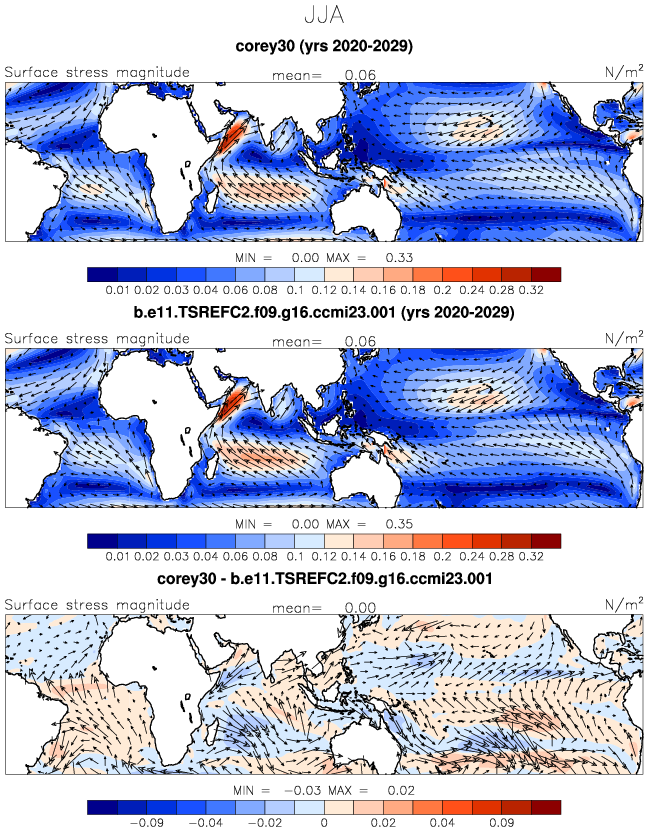 JJA
corey30 (yrs 2020-2029)
Surface stress magnitude mean= 0.06 N/m²
MIN = 0.00 MAX = 0.33
0.01 0.02 0.03 0.04 0.06 0.08 0.1 0.12 0.14 0.16 0.18 0.2 0.24 0.28 0.32
b.e11.TSREFC2.f09.g16.ccmi23.001 (yrs 2020-2029)
Surface stress magnitude mean= 0.06 N/m²
MIN = 0.00 MAX = 0.35
0.01 0.02 0.03 0.04 0.06 0.08 0.1 0.12 0.14 0.16 0.18 0.2 0.24 0.28 0.32
corey30 - b.e11.TSREFC2.f09.g16.ccmi23.001
Surface stress magnitude mean= 0.00 N/m²
MIN = −0.03 MAX = 0.02
−0.09 −0.04 −0.02 0 0.02 0.04 0.09